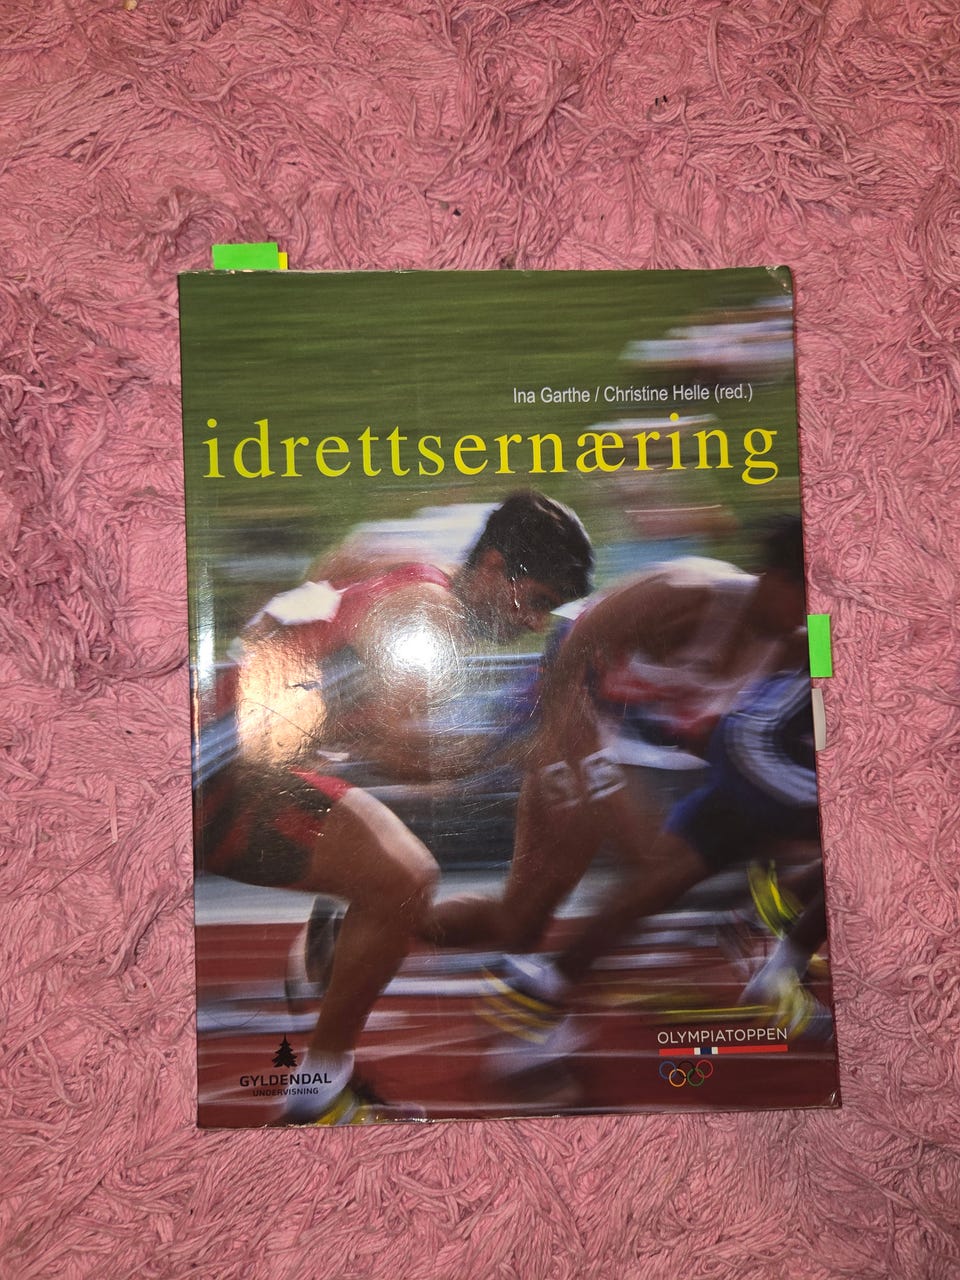 Ina Garthe / Christine Helle (red.)
idrettsernæring
OLYMPIATOPPEN
GYLDENDAL
UNDERVISNING